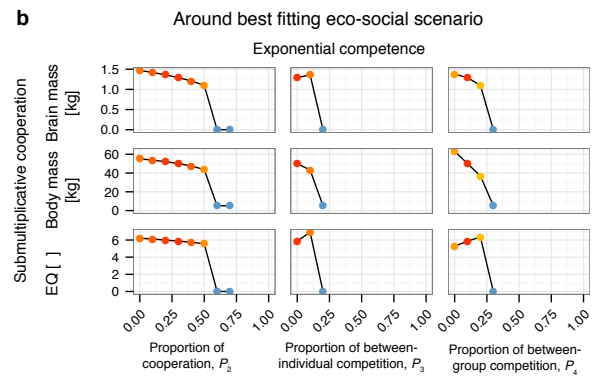 b
Around best fitting eco-social scenario
Exponential competence
Submultiplicative cooperation
Brain mass
[kg]
1.5
1.0
0.5
0.0
Body mass
[kg]
60
40
20
0
EQ [ ]
6
4
2
0
0.00 0.25 0.50 0.75 1.00
0.00 0.25 0.50 0.75 1.00
0.00 0.25 0.50 0.75 1.00
Proportion of
cooperation, P2
Proportion of between-
individual competition, P3
Proportion of between-
group competition, P4